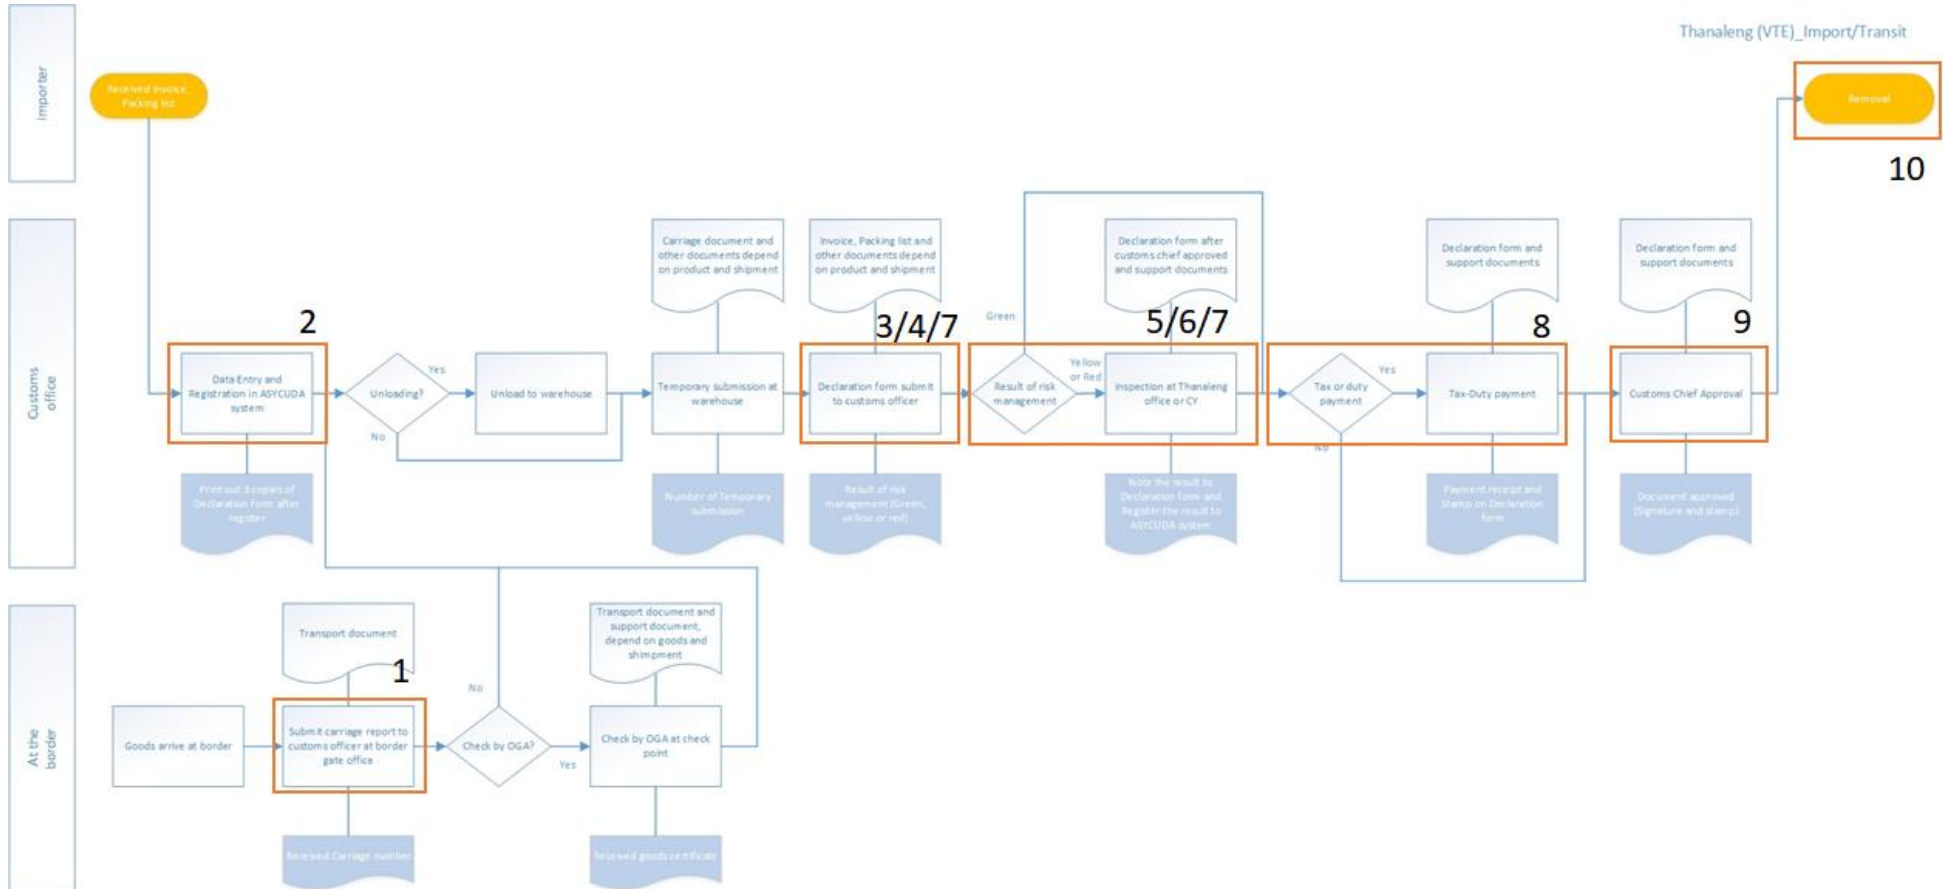 Thanaleng (VTE)_Import/Transit
Importer
Received Invoice,
Packing list
Removal
10
Customs
office
Carriage document and
other documents depend
on product and shipment
Invoice, Packing list and
other documents depend
on product and shipment
Declaration form after
customs chief approved
and support documents
Declaration form and
support documents
Declaration form and
support documents
2
3/4/7
Green
5/6/7
8
9
Data Entry and
Registration in ASYCUDA
system
Unloading?
Yes
No
Unload to warehouse
Temporary submission at
warehouse
Declaration form submit
to customs officer
Result of risk
management
Yellow
or Red
Inspection at Thanaleng
office or CY
Tax or duty
payment
Yes
No
Tax-Duty payment
Customs Chief Approval
Print out 3 copies of
Declaration form after
register
Number of Temporary
submission
Result of risk
management (Green,
yellow or red)
Note the result to
Declaration form and
Register the result to
ASYCUDA system
Payment receipt and
Stamp on Declaration
form
Document approved
(Signature and stamp)
At the
border
Transport document
1
Transport document and
support document,
depend on goods and
shimpment
Goods arrive at border
Submit carriage report to
customs officer at border
gate office
No
Check by OGA?
Yes
Check by OGA at check
point
Received Carriage number
Received goods certificate